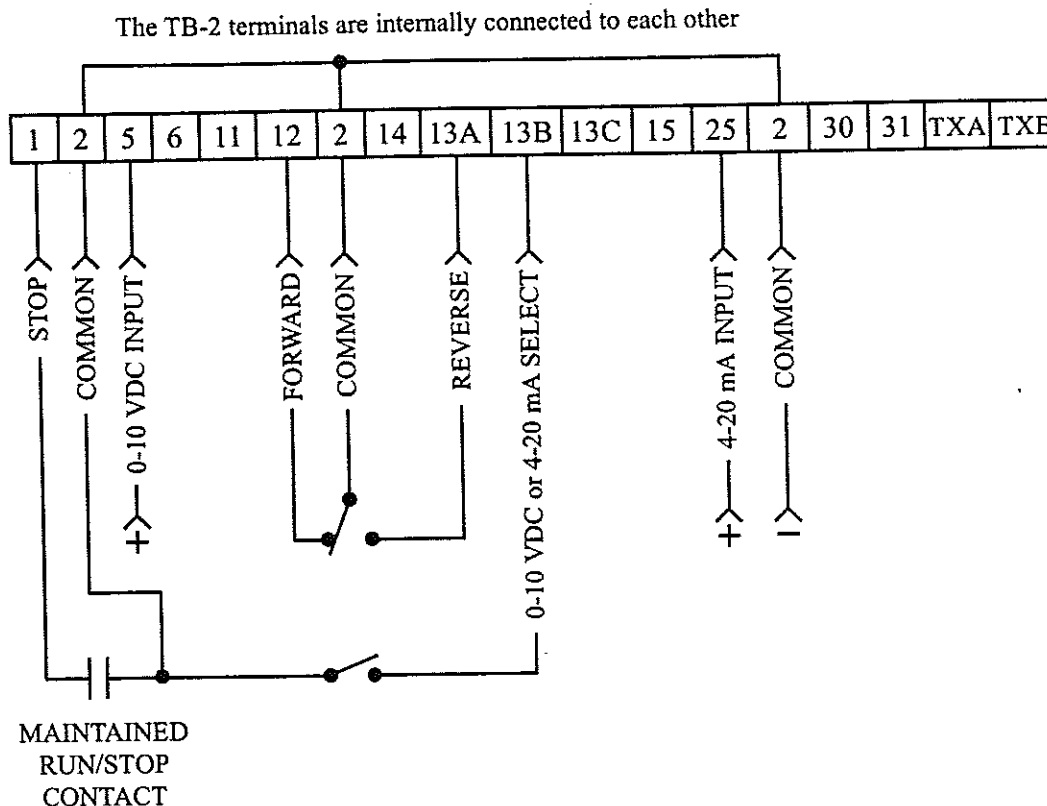 The TB-2 terminals are internally connected to each other
1 2 5 6 11 12 2 14 13A 13B 13C 15 25 2 30 31 TXA TXB
STOP
COMMON
0-10 VDC INPUT
+
FORWARD
COMMON
REVERSE
0-10 VDC or 4-20 mA SELECT
4-20 mA INPUT
+
COMMON
−
MAINTAINED
RUN/STOP
CONTACT